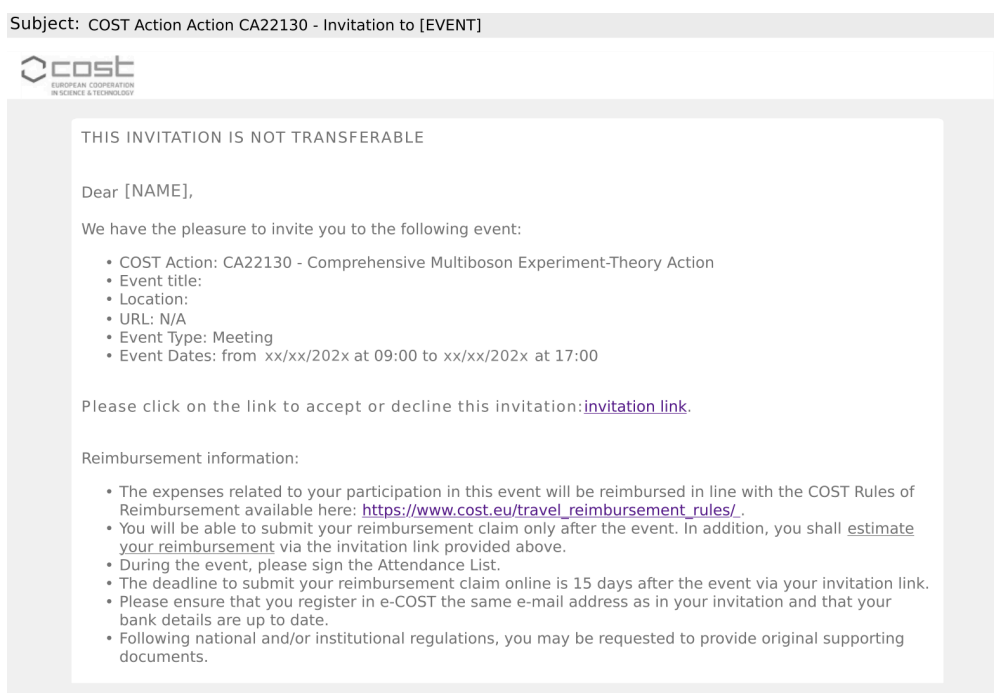 Subject: COST Action Action CA22130 - Invitation to [EVENT]
cost
EUROPEAN COOPERATION
IN SCIENCE & TECHNOLOGY
THIS INVITATION IS NOT TRANSFERABLE
Dear [NAME],
We have the pleasure to invite you to the following event:
• COST Action: CA22130 - Comprehensive Multiboson Experiment-Theory Action
• Event title:
• Location:
• URL: N/A
• Event Type: Meeting
• Event Dates: from xx/xx/202x at 09:00 to xx/xx/202x at 17:00
Please click on the link to accept or decline this invitation: invitation link.
Reimbursement information:
• The expenses related to your participation in this event will be reimbursed in line with the COST Rules of
Reimbursement available here: https://www.cost.eu/travel_reimbursement_rules/ .
• You will be able to submit your reimbursement claim only after the event. In addition, you shall estimate
your reimbursement via the invitation link provided above.
• During the event, please sign the Attendance List.
• The deadline to submit your reimbursement claim online is 15 days after the event via your invitation link.
• Please ensure that you register in e-COST the same e-mail address as in your invitation and that your
bank details are up to date.
• Following national and/or institutional regulations, you may be requested to provide original supporting
documents.